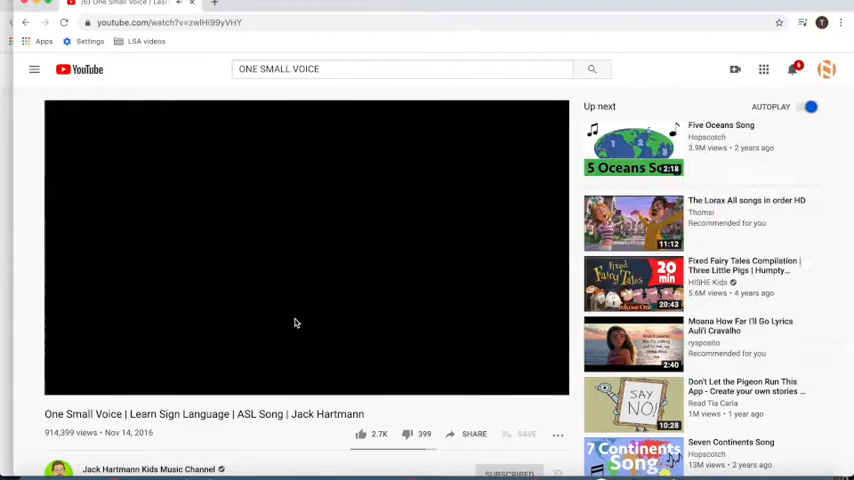 (6) One Small Voice | Learn
youtube.com/watch?v=zwIHi99yVHY
T
Apps
Settings
LSA videos
YouTube
ONE SMALL VOICE
6
Up next
AUTOPLAY
1
2
3
5 Oceans So
2:18
Five Oceans Song
Hopscotch
3.9M views • 2 years ago
11:12
The Lorax All songs in order HD
Thomsi
Recommended for you
Fixed
Fairy Tales
20
MIN
20:43
Fixed Fairy Tales Compilation |
Three Little Pigs | Humpty...
HISHE Kids
5.6M views • 4 years ago
2:40
Moana How Far I'll Go Lyrics
Auli'i Cravalho
rysposito
Recommended for you
SAY
NO!
10:28
Don't Let the Pigeon Run This
App - Create your own stories ...
Read Tia Carla
1M views • 1 year ago
7 Continents
Song
Seven Continents Song
Hopscotch
13M views • 2 years ago
One Small Voice | Learn Sign Language | ASL Song | Jack Hartmann
914,399 views • Nov 14, 2016
2.7K
399
SHARE
SAVE
Jack Hartmann Kids Music Channel
SUBSCRIBED